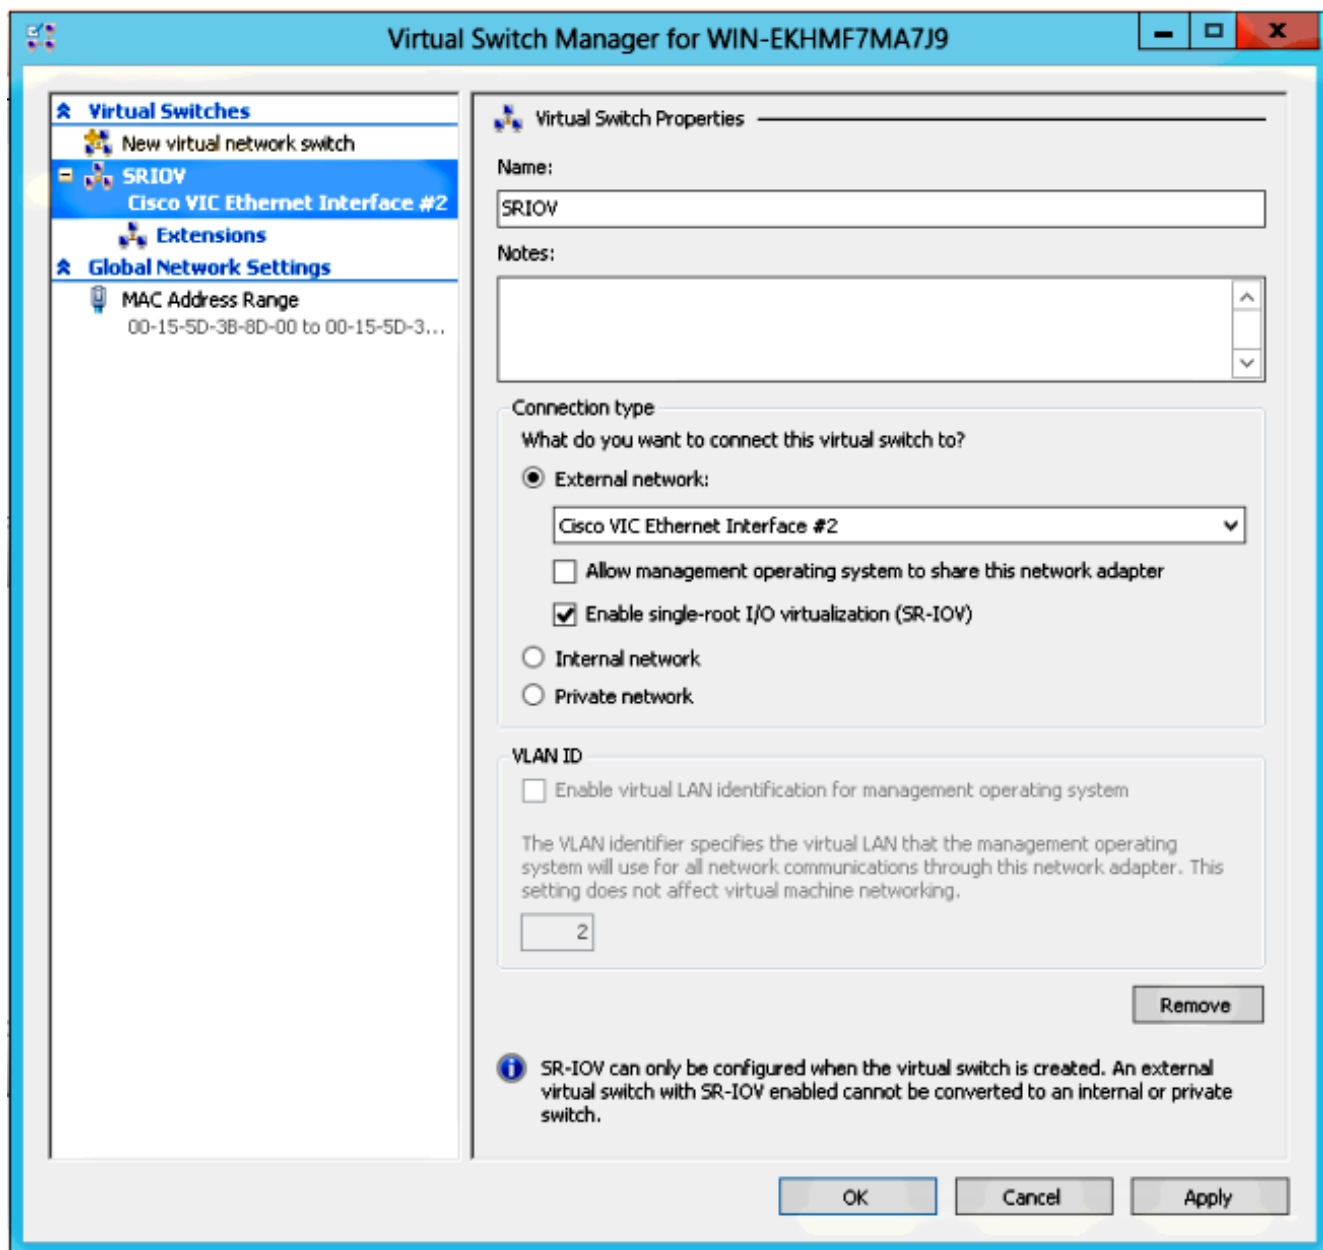 Virtual Switch Manager for WIN-EKHMF7MA7J9
Virtual Switches
New virtual network switch
SRIOV
Cisco VIC Ethernet Interface #2
Extensions
Global Network Settings
MAC Address Range
00-15-5D-3B-8D-00 to 00-15-5D-3...
Virtual Switch Properties
Name:
SRIOV
Notes:
Connection type
What do you want to connect this virtual switch to?
External network:
Cisco VIC Ethernet Interface #2
Allow management operating system to share this network adapter
Enable single-root I/O virtualization (SR-IOV)
Internal network
Private network
VLAN ID
Enable virtual LAN identification for management operating system
The VLAN identifier specifies the virtual LAN that the management operating
system will use for all network communications through this network adapter. This
setting does not affect virtual machine networking.
2
Remove
SR-IOV can only be configured when the virtual switch is created. An external
virtual switch with SR-IOV enabled cannot be converted to an internal or private
switch.
OK
Cancel
Apply